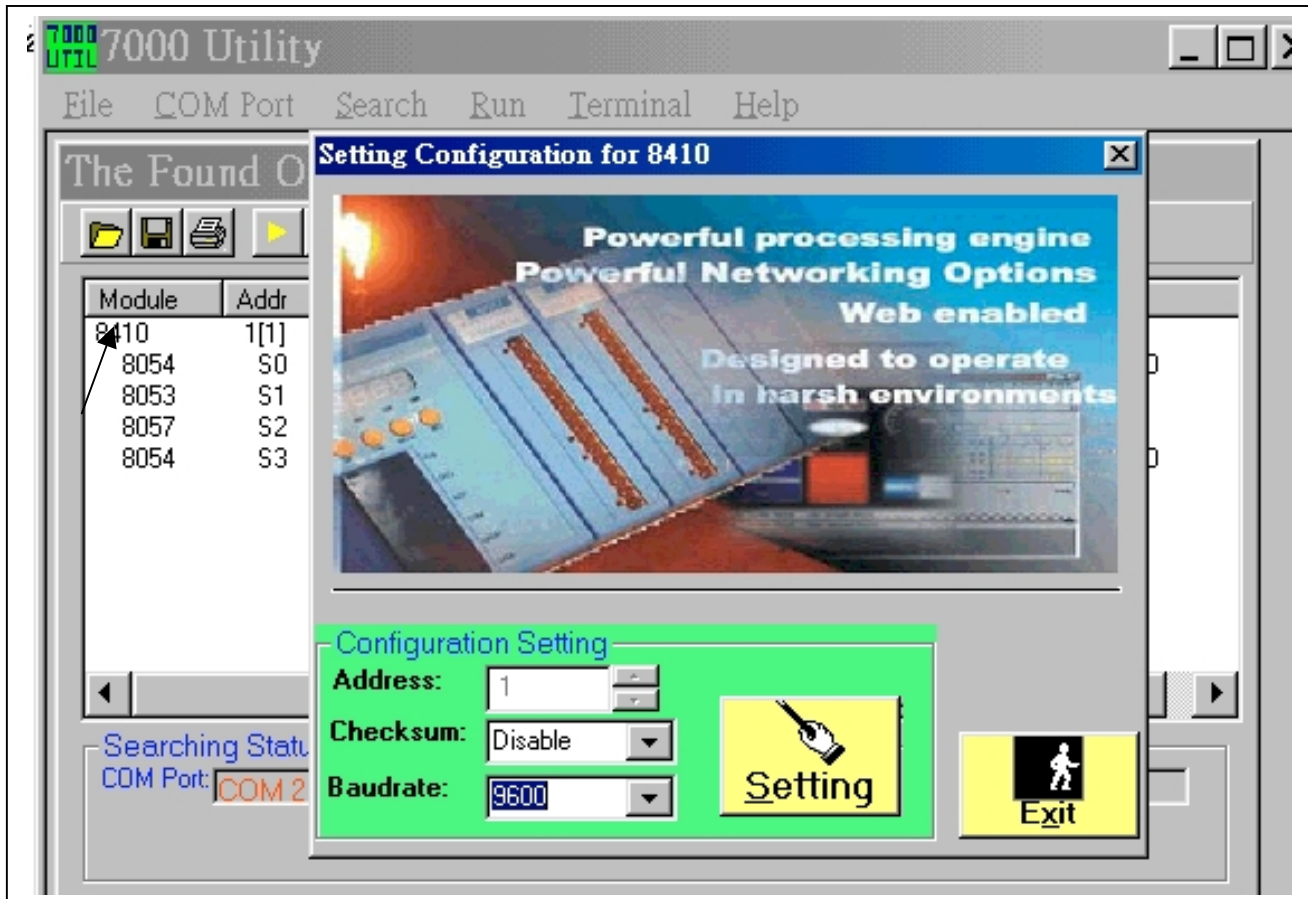 7000 UTIL 7000 Utility
File COM Port Search Run Terminal Help
The Found O
Setting Configuration for 8410
Powerful processing engine
Powerful Networking Options
Web enabled
Designed to operate
in harsh environments
Module Addr
8410 1[1]
8054 S0
8053 S1
8057 S2
8054 S3
Configuration Setting
Address: 1
Checksum: Disable
Baudrate: 9600
Setting
Exit
Searching Statu
COM Port: COM 2